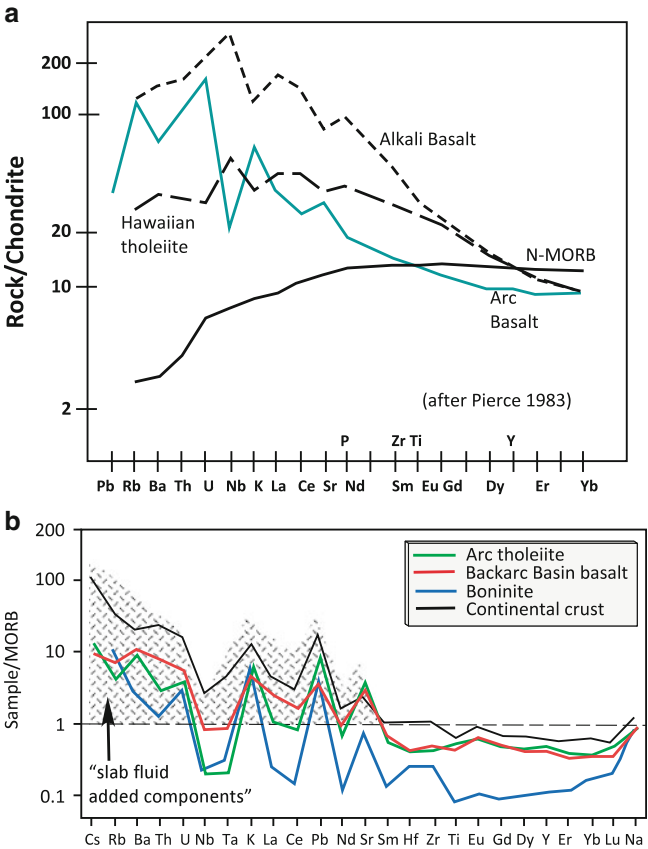 a
200
100
20
10
2
Rock/Chondrite
Alkali Basalt
Hawaiian
tholeiite
N-MORB
Arc
Basalt
(after Pierce 1983)
P Zr Ti Y
Pb Rb Ba Th U Nb K La Ce Sr Nd Sm Eu Gd Dy Er Yb
b
200
100
10
1
0.1
Sample/MORB
Arc tholeiite
Backarc Basin basalt
Boninite
Continental crust
“slab fluid
added components”
Cs Rb Ba Th U Nb Ta K La Ce Pb Nd Sr Sm Hf Zr Ti Eu Gd Dy Y Er Yb Lu Na